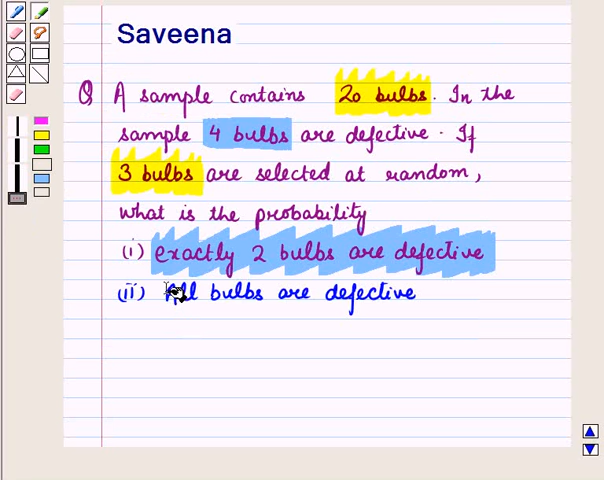 Saveena
Q A sample contains 20 bulbs. In the
sample 4 bulbs are defective. If
3 bulbs are selected at random,
what is the probability
(i) exactly 2 bulbs are defective
(ii) All bulbs are defective